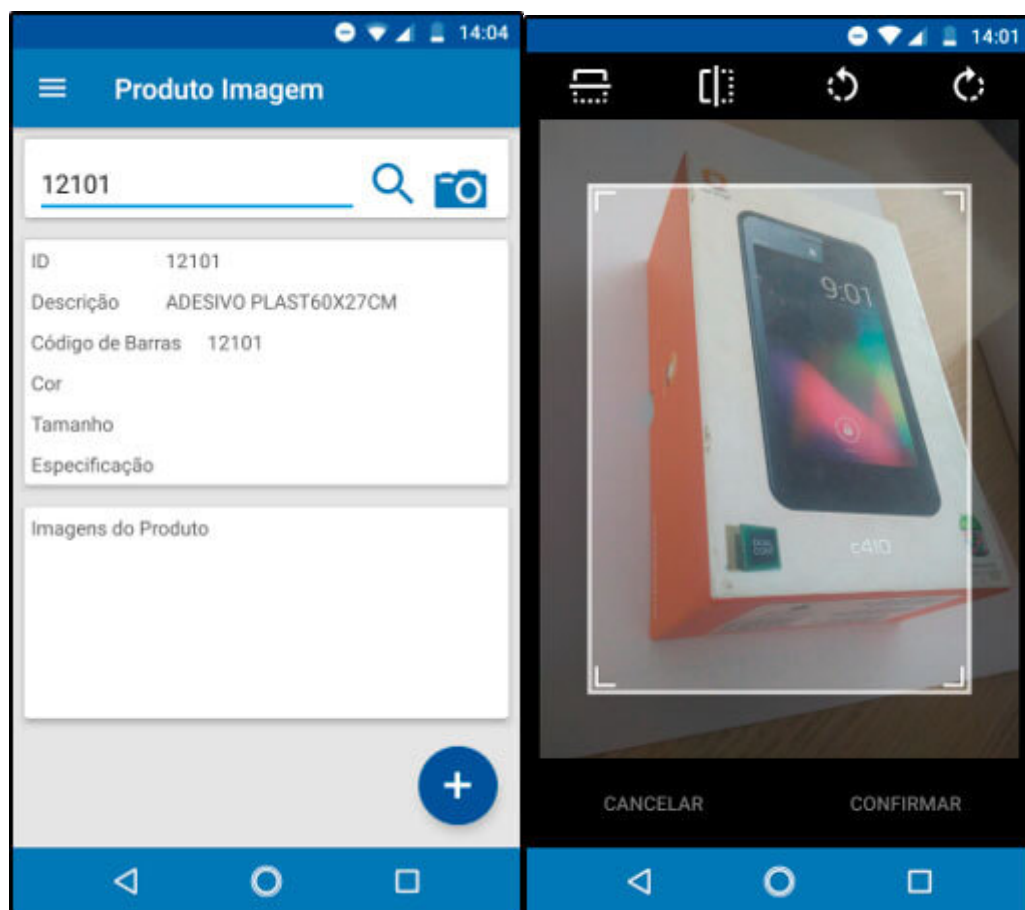 14:04
Produto Imagem
12101
ID 12101
Descrição ADESIVO PLAST60X27CM
Código de Barras 12101
Cor
Tamanho
Especificação
Imagens do Produto
14:01
9:01
c410
CANCELAR
CONFIRMAR